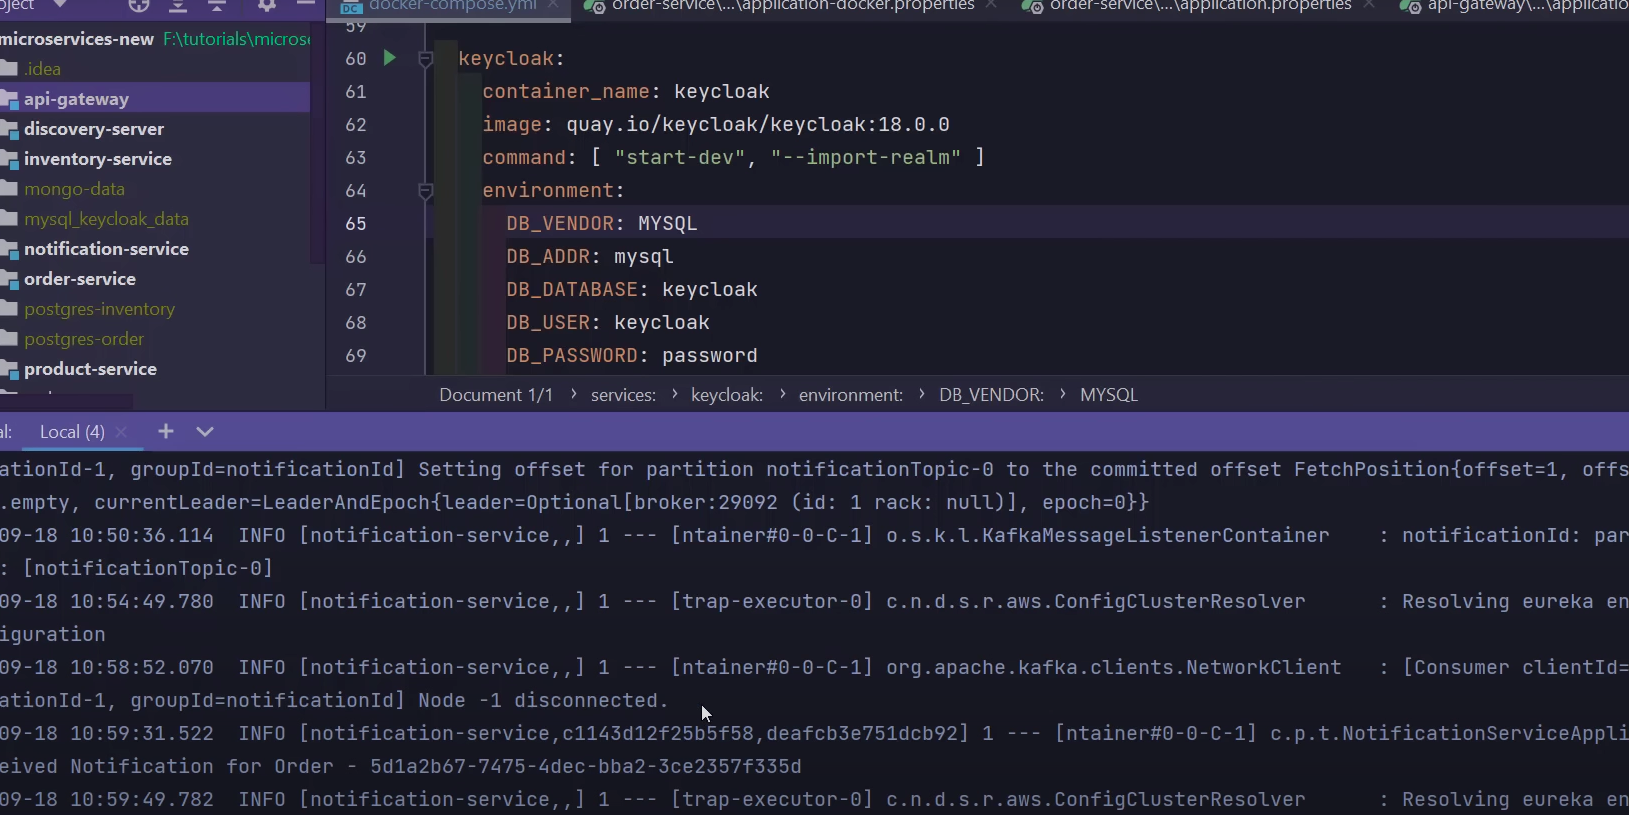 oject
docker-compose.yml
order-service\...\application-docker.properties
order-service\...\application.properties
api-gateway\...\applicatio
microservices-new F:\tutorials\microse
.idea
api-gateway
discovery-server
inventory-service
mongo-data
mysql_keycloak_data
notification-service
order-service
postgres-inventory
postgres-order
product-service
59
60 keycloak:
61 container_name: keycloak
62 image: quay.io/keycloak/keycloak:18.0.0
63 command: [ "start-dev", "--import-realm" ]
64 environment:
65 DB_VENDOR: MYSQL
66 DB_ADDR: mysql
67 DB_DATABASE: keycloak
68 DB_USER: keycloak
69 DB_PASSWORD: password
Document 1/1 › services: › keycloak: › environment: › DB_VENDOR: › MYSQL
al: Local (4)
ationId-1, groupId=notificationId] Setting offset for partition notificationTopic-0 to the committed offset FetchPosition{offset=1, offs
.empty, currentLeader=LeaderAndEpoch{leader=Optional[broker:29092 (id: 1 rack: null)], epoch=0}}
09-18 10:50:36.114 INFO [notification-service,,] 1 --- [ntainer#0-0-C-1] o.s.k.l.KafkaMessageListenerContainer : notificationId: par
: [notificationTopic-0]
09-18 10:54:49.780 INFO [notification-service,,] 1 --- [trap-executor-0] c.n.d.s.r.aws.ConfigClusterResolver : Resolving eureka en
iguration
09-18 10:58:52.070 INFO [notification-service,,] 1 --- [ntainer#0-0-C-1] org.apache.kafka.clients.NetworkClient : [Consumer clientId=
ationId-1, groupId=notificationId] Node -1 disconnected.
09-18 10:59:31.522 INFO [notification-service,c1143d12f25b5f58,deafcb3e751dcb92] 1 --- [ntainer#0-0-C-1] c.p.t.NotificationServiceAppli
eived Notification for Order - 5d1a2b67-7475-4dec-bba2-3ce2357f335d
09-18 10:59:49.782 INFO [notification-service,,] 1 --- [trap-executor-0] c.n.d.s.r.aws.ConfigClusterResolver : Resolving eureka en